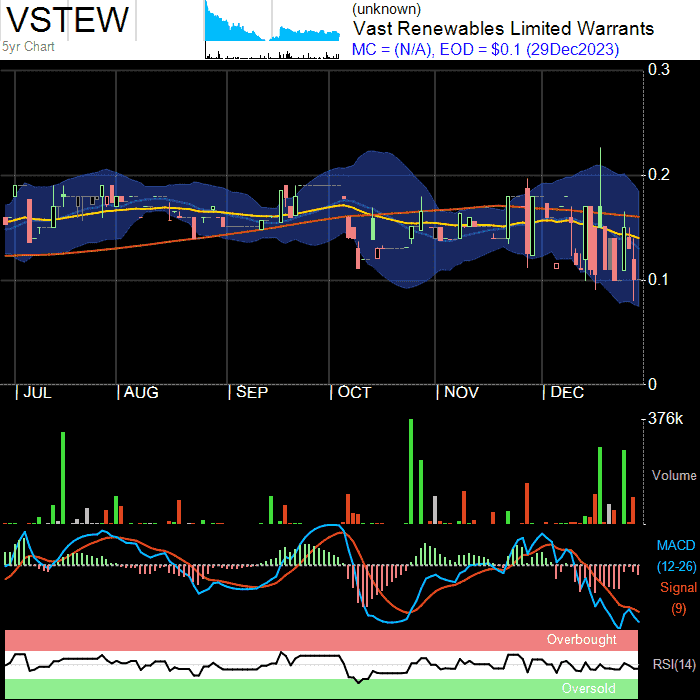 VSTEW
5yr Chart
(unknown)
Vast Renewables Limited Warrants
MC = (N/A), EOD = $0.1 (29Dec2023)
0.3
0.2
0.1
0
JUL
AUG
SEP
OCT
NOV
DEC
376k
Volume
MACD
(12-26)
Signal
(9)
Overbought
RSI(14)
Oversold